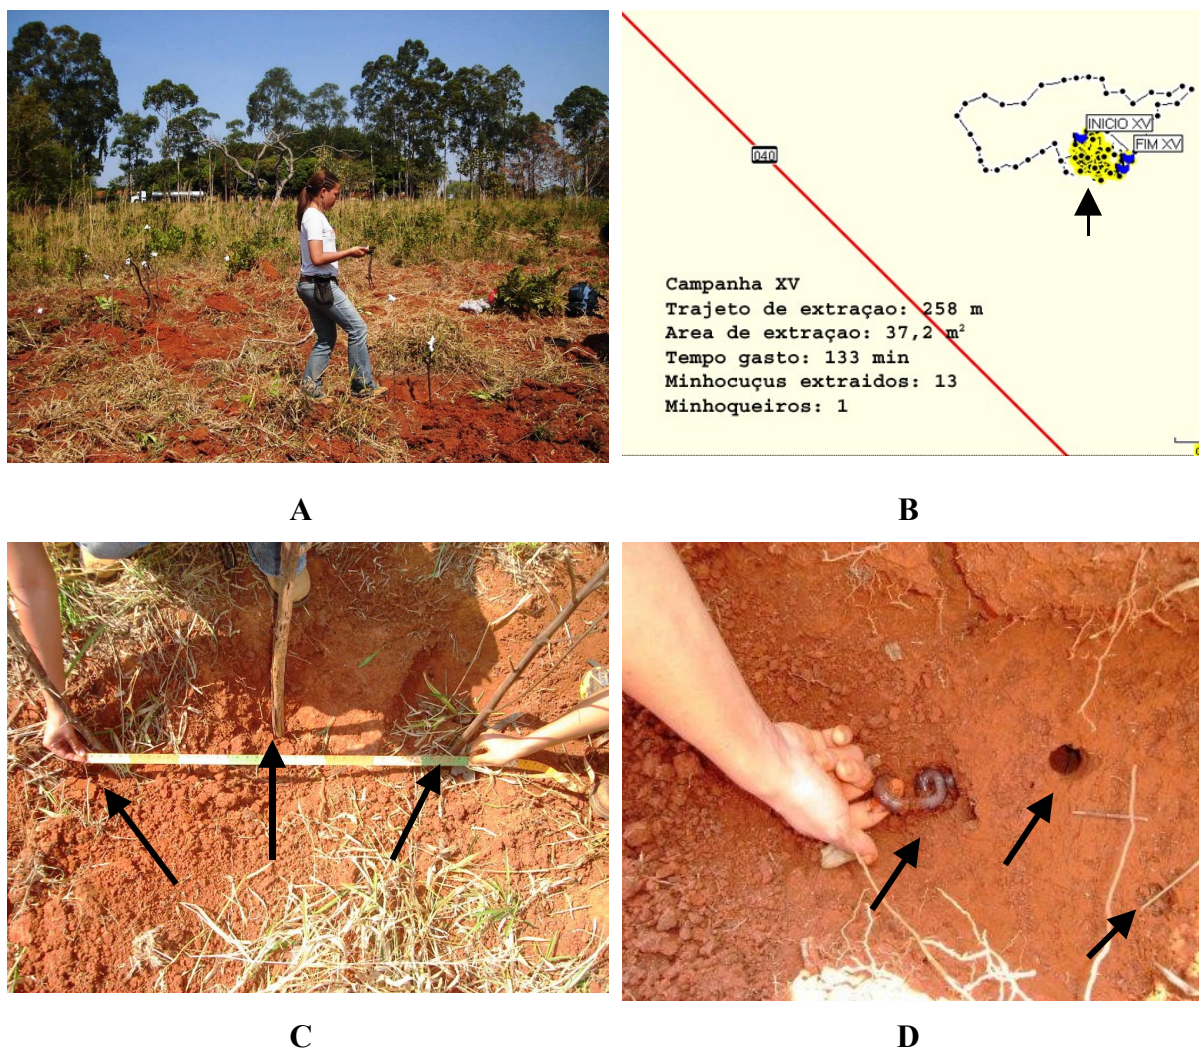 040
INICIO XV
FIM XV
Campanha XV
Trajeto de extraçao: 258 m
Area de extraçao: 37,2 m²
Tempo gasto: 133 min
Minhocuçus extraidos: 13
Minhoqueiros: 1
A
B
C
D